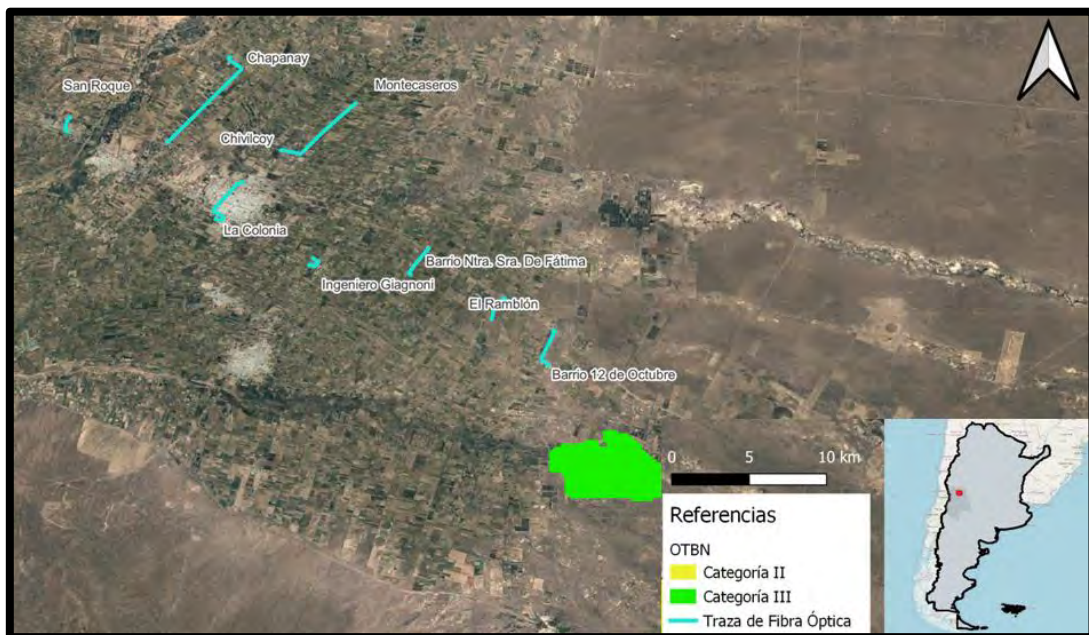 Chapanay
San Roque
Montecaseros
Chivilcoy
La Colonia
Barrio Ntra. Sra. De Fátima
Ingeniero Giagnoni
El Ramblón
Barrio 12 de Octubre
0 5 10 km
Referencias
OTBN
Categoría II
Categoría III
Traza de Fibra Óptica